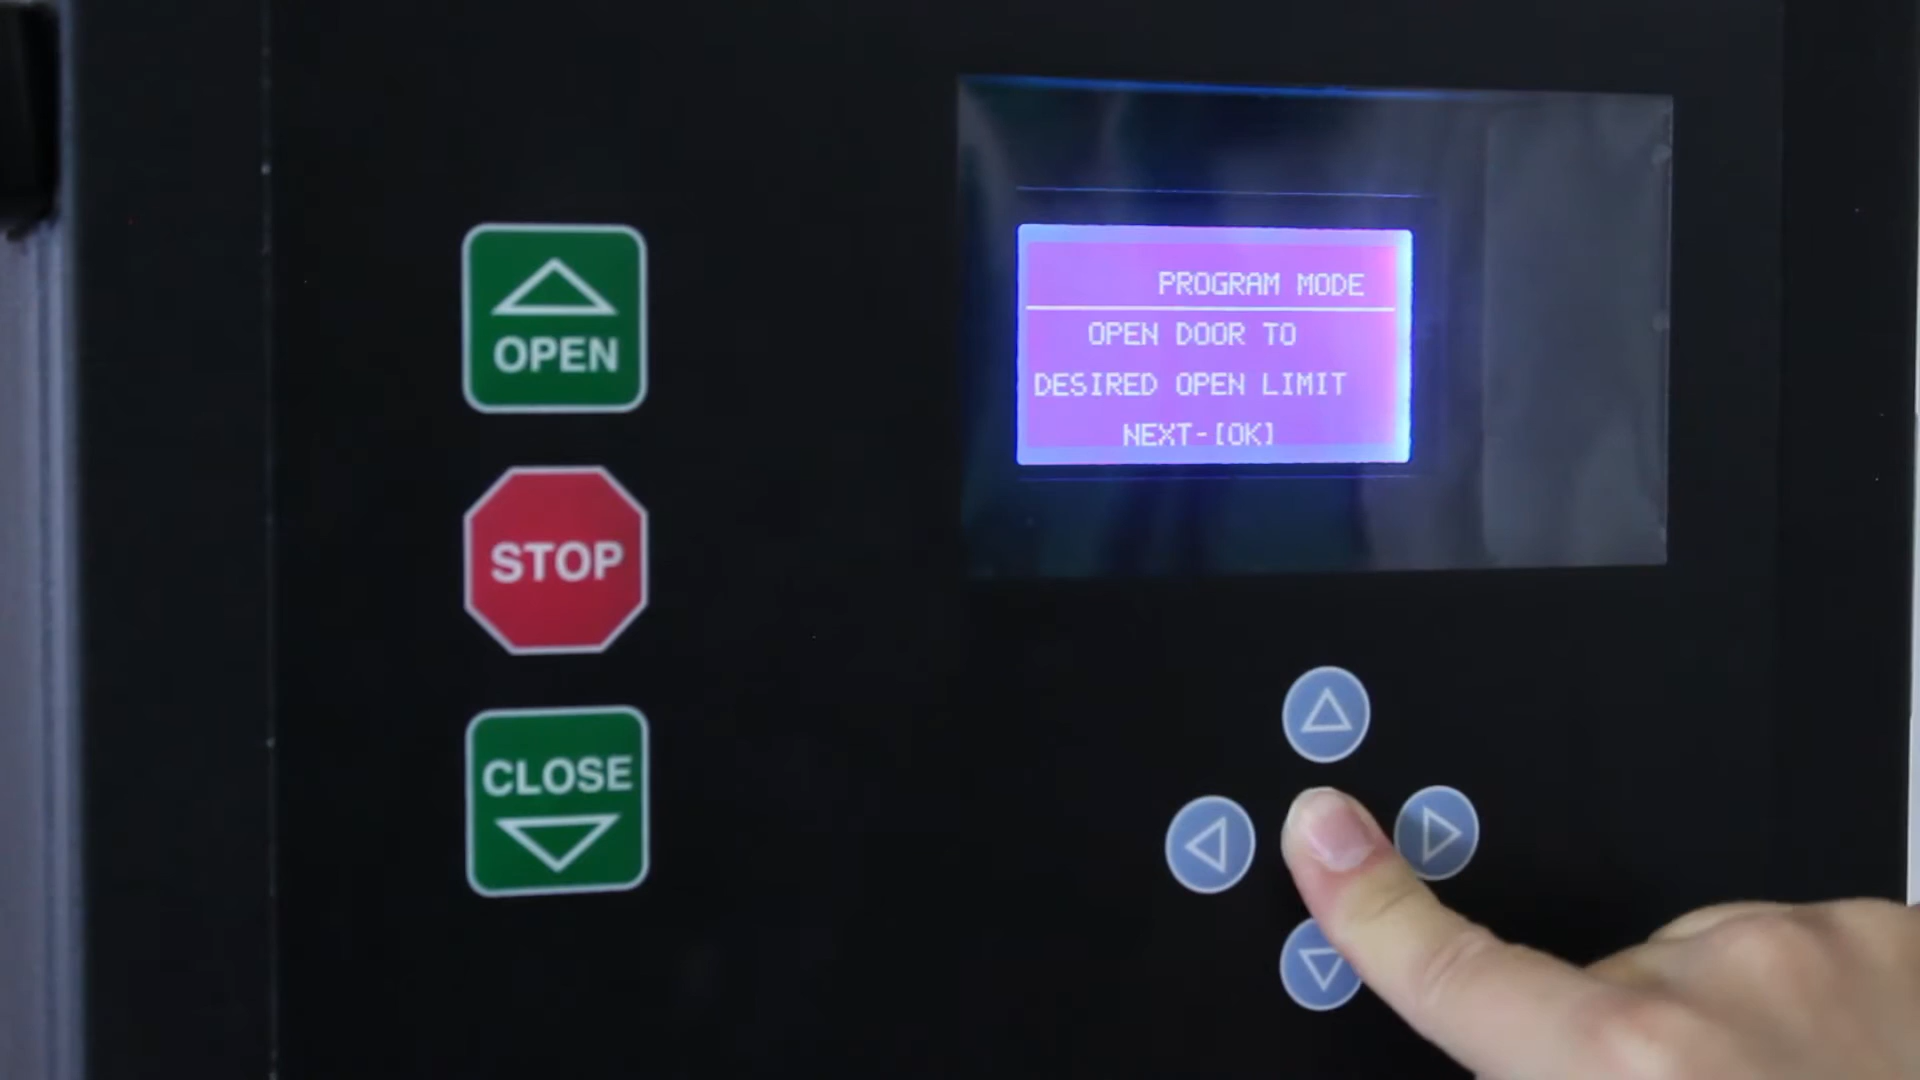 OPEN
STOP
CLOSE
PROGRAM MODE
OPEN DOOR TO
DESIRED OPEN LIMIT
NEXT-[OK]